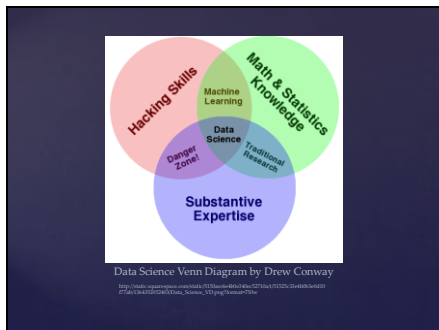 Hacking Skills
Math & Statistics
Knowledge
Machine
Learning
Data
Science
Danger
Zone!
Traditional
Research
Substantive
Expertise
Data Science Venn Diagram by Drew Conway